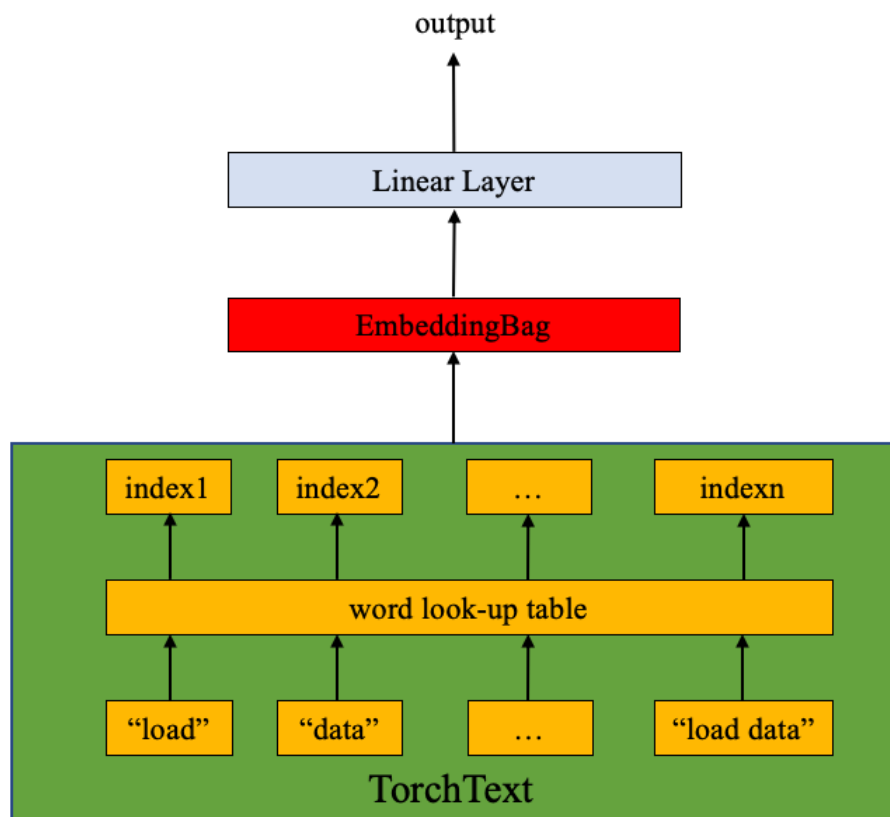 output
Linear Layer
EmbeddingBag
index1 index2 … indexn
word look-up table
“load” “data” … “load data”
TorchText